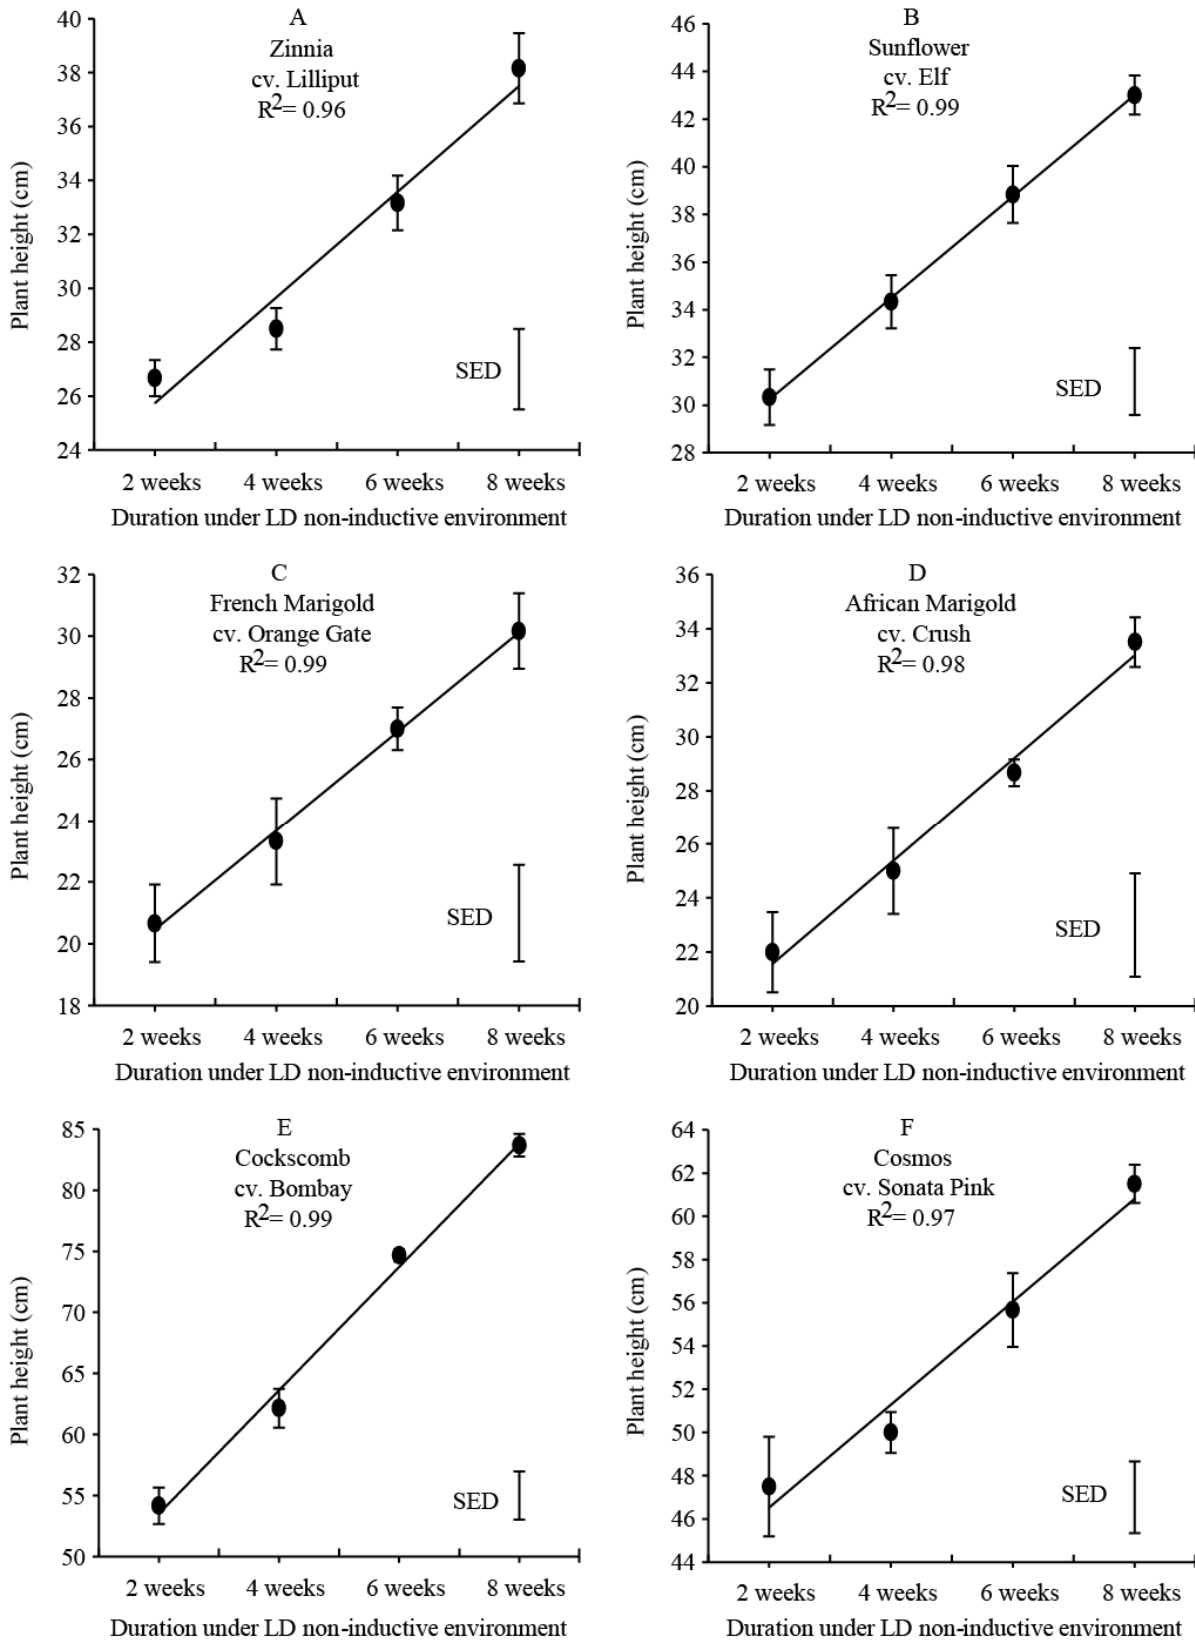 A
Zinnia
cv. Lilliput
R²= 0.96
Plant height (cm)
40
38
36
34
32
30
28
26
24
SED
2 weeks 4 weeks 6 weeks 8 weeks
Duration under LD non-inductive environment
B
Sunflower
cv. Elf
R²= 0.99
Plant height (cm)
46
44
42
40
38
36
34
32
30
28
SED
2 weeks 4 weeks 6 weeks 8 weeks
Duration under LD non-inductive environment
C
French Marigold
cv. Orange Gate
R²= 0.99
Plant height (cm)
32
30
28
26
24
22
20
18
SED
2 weeks 4 weeks 6 weeks 8 weeks
Duration under LD non-inductive environment
D
African Marigold
cv. Crush
R²= 0.98
Plant height (cm)
36
34
32
30
28
26
24
22
20
SED
2 weeks 4 weeks 6 weeks 8 weeks
Duration under LD non-inductive environment
E
Cockscomb
cv. Bombay
R²= 0.99
Plant height (cm)
85
80
75
70
65
60
55
50
SED
2 weeks 4 weeks 6 weeks 8 weeks
Duration under LD non-inductive environment
F
Cosmos
cv. Sonata Pink
R²= 0.97
Plant height (cm)
64
62
60
58
56
54
52
50
48
46
44
SED
2 weeks 4 weeks 6 weeks 8 weeks
Duration under LD non-inductive environment